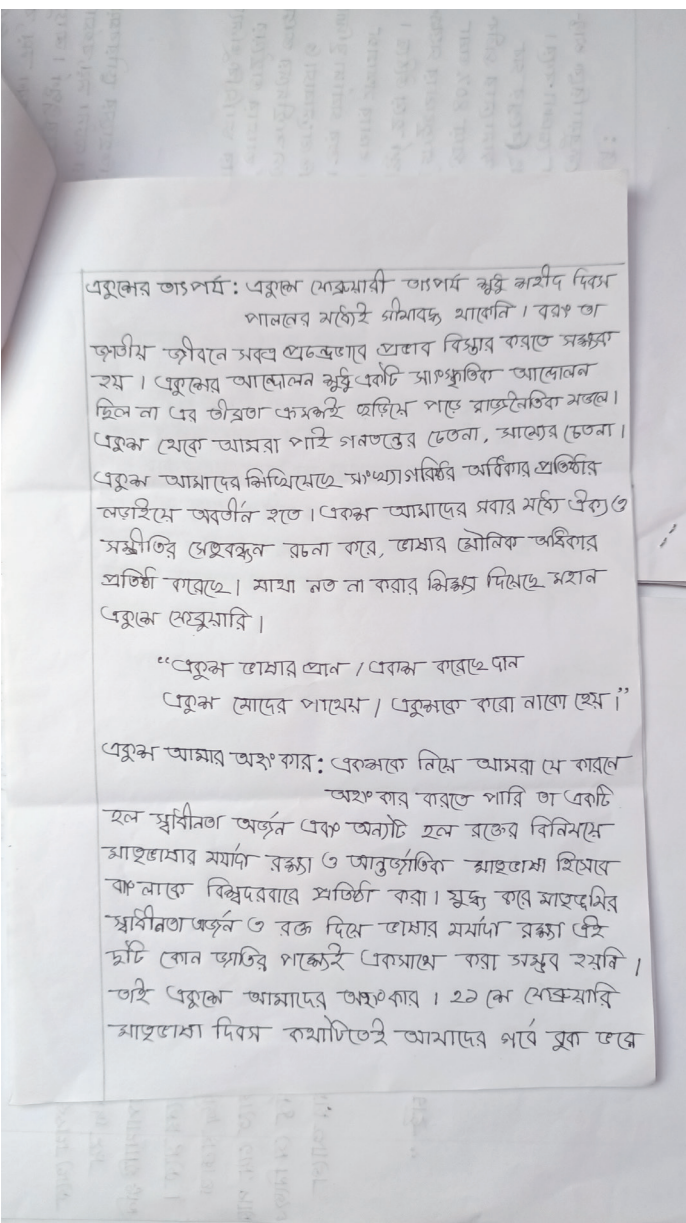 একুশের তাৎপর্য: একুশে ফেব্রুয়ারী তাৎপর্য শুধু শহীদ দিবস
পালনের মধ্যেই সীমাবদ্ধ থাকেনি। বরং তা
জাতীয় জীবনে সর্বত্র প্রচন্ডভাবে প্রভাব বিস্তার করতে সক্ষম
হয়। একুশের আন্দোলন শুধু একটি সাংস্কৃতিক আন্দোলন
ছিল না এর তীব্রতা ক্রমশই ছড়িয়ে পড়ে রাজনৈতিক মন্ডলে।
একুশ থেকে আমরা পাই গনতন্ত্রের চেতনা, সাম্যের চেতনা।
একুশ আমাদের শিখিয়েছে সংখ্যাগরিষ্ঠর অধিকার প্রতিষ্ঠার
লড়াইয়ে অবতীর্ন হতে। একুশ আমাদের সবার মধ্যে ঐক্য ও
সম্প্রীতির সেতুবন্ধন রচনা করে, ভাষার মৌলিক অধিকার
প্রতিষ্ঠা করেছে। মাথা নত না করার শিক্ষা দিয়েছে মহান
একুশে ফেব্রুয়ারি।
“একুশ ভাষার প্রান / একুশ করেছে দান
একুশ মোদের পাথেয় / একুশকে করো নাকো হেয়।”
একুশ আমার অহংকার: একুশকে নিয়ে আমরা যে কারনে
অহংকার করতে পারি তা একটি
হল স্বাধীনতা অর্জন এবং অন্যটি হল রক্তের বিনিময়ে
মাতৃভাষার মর্যাদা রক্ষা ও আন্তর্জাতিক মাতৃভাষা হিসেবে
বাংলাকে বিশ্বদরবারে প্রতিষ্ঠা করা। যুদ্ধ করে মাতৃভূমির
স্বাধীনতা অর্জন ও রক্ত দিয়ে ভাষার মর্যাদা রক্ষা এই
দুটি কোন জাতির পক্ষেই একসাথে করা সম্ভব হয়নি।
তাই একুশে আমাদের অহংকার। ২১ শে ফেব্রুয়ারি
মাতৃভাষা দিবস কথাটিতেই আমাদের গর্বে বুক ভরে